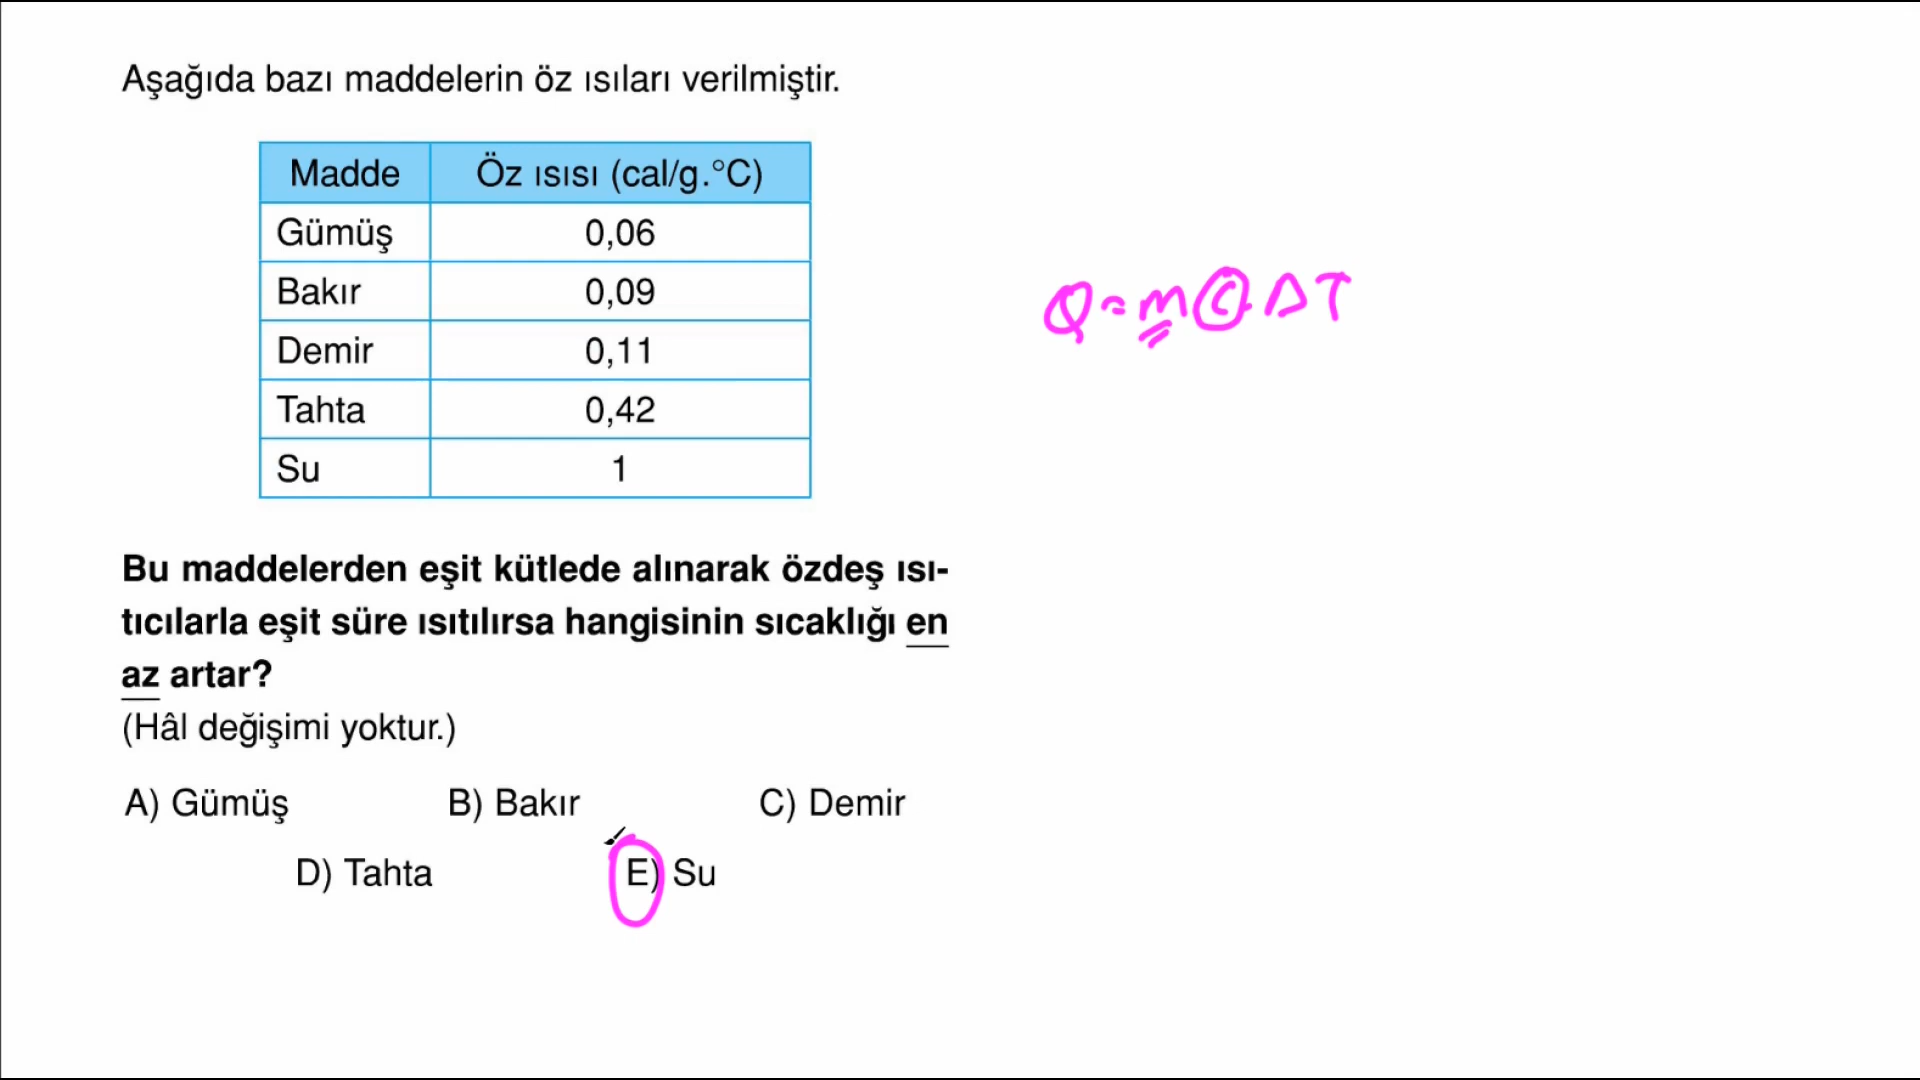 Aşağıda bazı maddelerin öz ısıları verilmiştir.
Madde Öz ısısı (cal/g.°C)
Gümüş 0,06
Bakır 0,09
Demir 0,11
Tahta 0,42
Su 1
Q=mcΔT
Bu maddelerden eşit kütlede alınarak özdeş ısı-
tıcılarla eşit süre ısıtılırsa hangisinin sıcaklığı en
az artar?
(Hâl değişimi yoktur.)
A) Gümüş B) Bakır C) Demir
D) Tahta E) Su